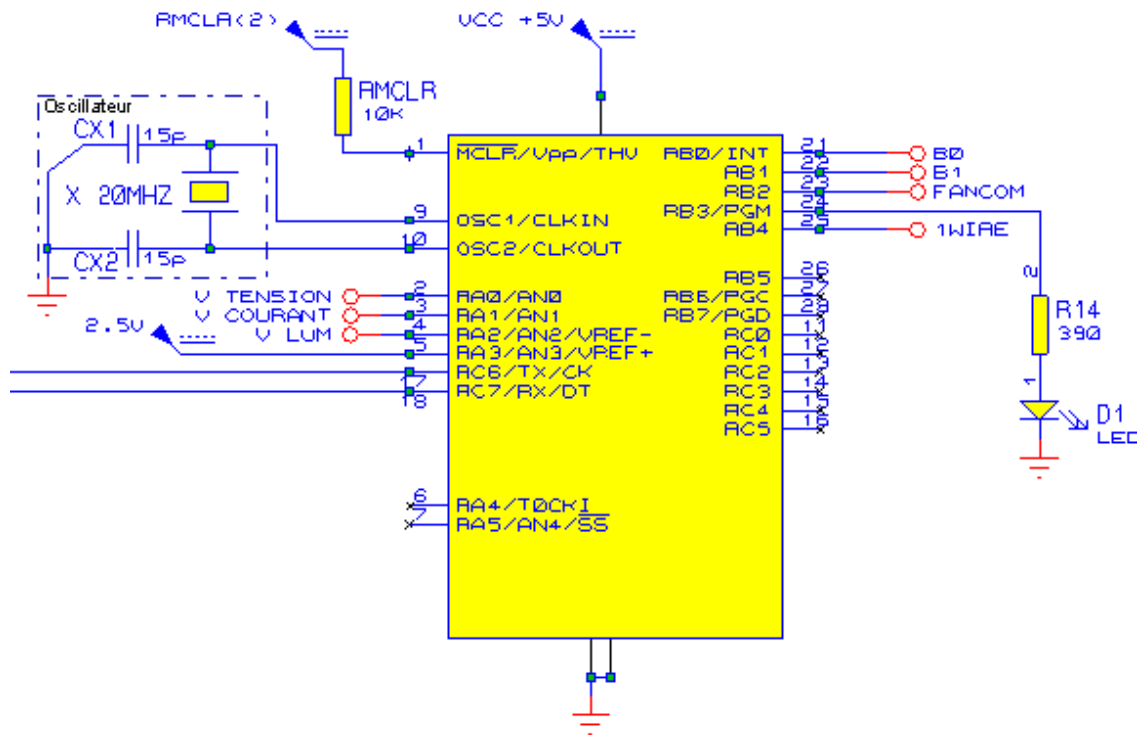 RMCLR(2)
VCC +5V
Oscillateur
CX1
15p
X 20MHZ
CX2
15p
RMCLR
10K
1
MCLR/Vpp/THV
9
OSC1/CLKIN
10
OSC2/CLKOUT
V TENSION
2
RA0/AN0
V COURANT
3
RA1/AN1
V LUM
4
RA2/AN2/VREF-
2.5V
5
RA3/AN3/VREF+
17
RC6/TX/CK
18
RC7/RX/DT
6
RA4/T0CKI
7
RA5/AN4/SS
RB0/INT
21
B0
RB1
22
B1
RB2
23
FANCOM
RB3/PGM
24
RB4
25
1WIRE
RB5
26
RB6/PGC
27
RB7/PGD
28
RC0
11
RC1
12
RC2
13
RC3
14
RC4
15
RC5
16
2
R14
390
1
D1
LED